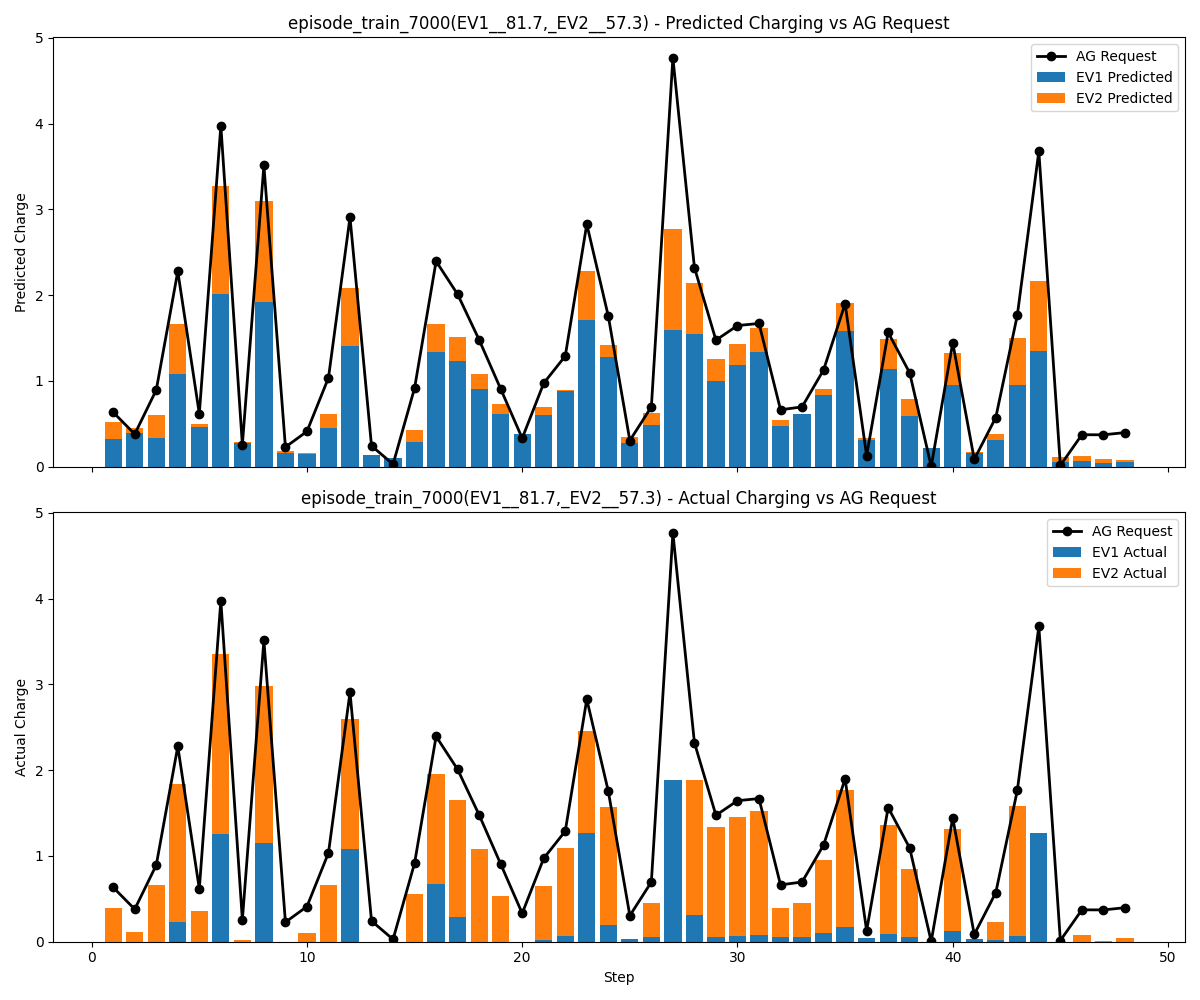 episode_train_7000(EV1__81.7,_EV2__57.3) - Predicted Charging vs AG Request
5
4
3
2
1
0
Predicted Charge
AG Request
EV1 Predicted
EV2 Predicted
episode_train_7000(EV1__81.7,_EV2__57.3) - Actual Charging vs AG Request
5
4
3
2
1
0
Actual Charge
AG Request
EV1 Actual
EV2 Actual
0 10 20 30 40 50
Step